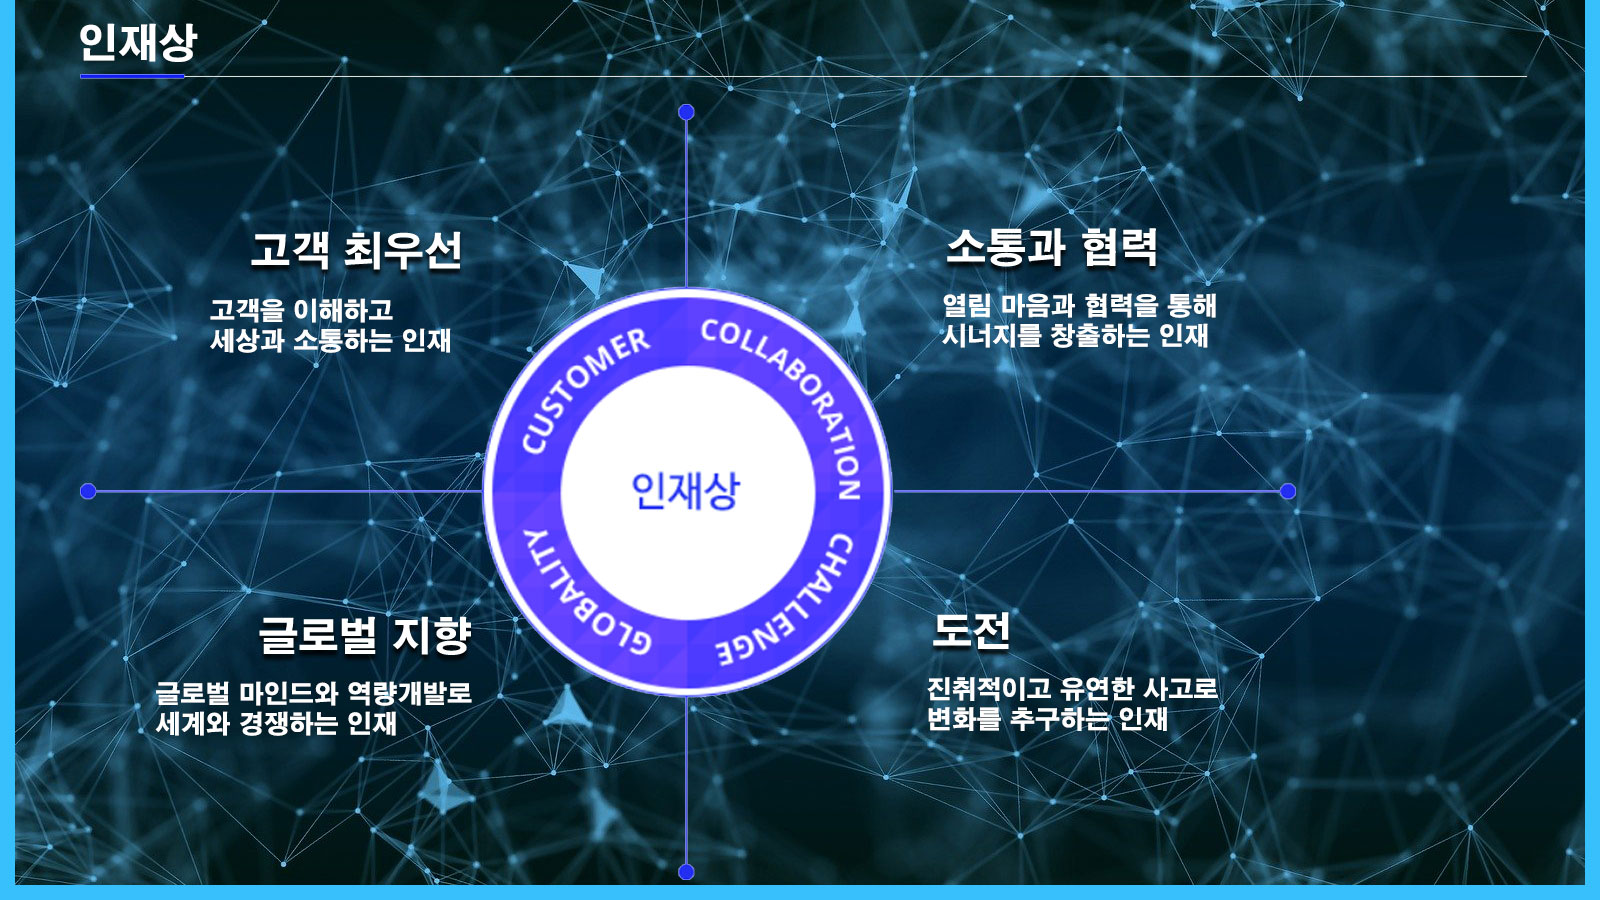 인재상
고객 최우선
고객을 이해하고
세상과 소통하는 인재
소통과 협력
열림 마음과 협력을 통해
시너지를 창출하는 인재
CUSTOMER
COLLABORATION
인재상
GLOBALITY
CHALLENGE
글로벌 지향
글로벌 마인드와 역량개발로
세계와 경쟁하는 인재
도전
진취적이고 유연한 사고로
변화를 추구하는 인재